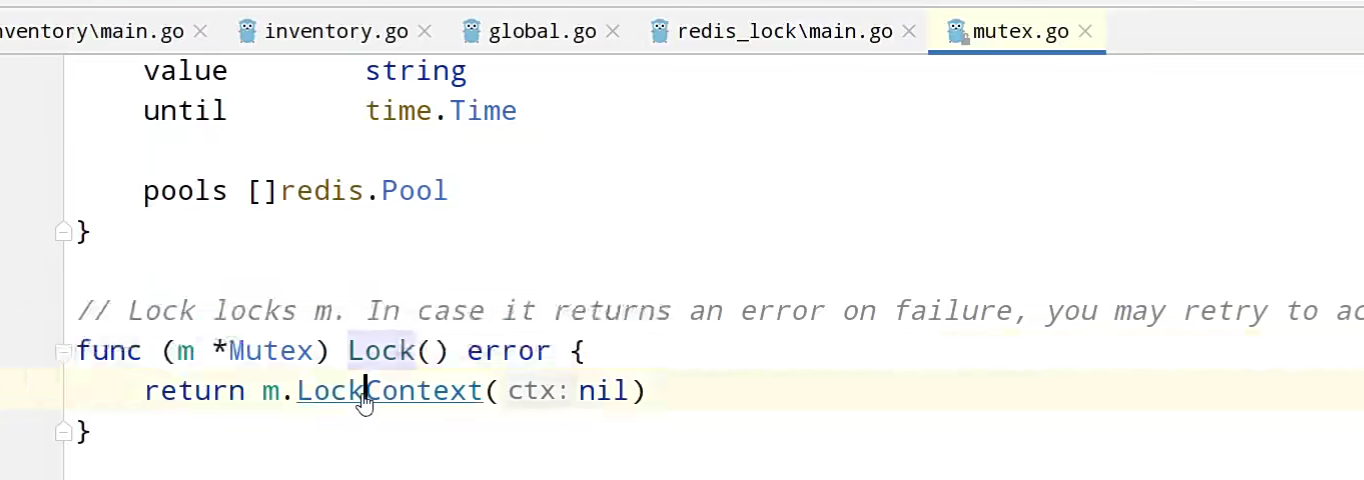 nventory\main.go inventory.go global.go redis_lock\main.go mutex.go
value string
until time.Time
pools []redis.Pool
}
// Lock locks m. In case it returns an error on failure, you may retry to ac
func (m *Mutex) Lock() error {
return m.LockContext( ctx: nil)
}